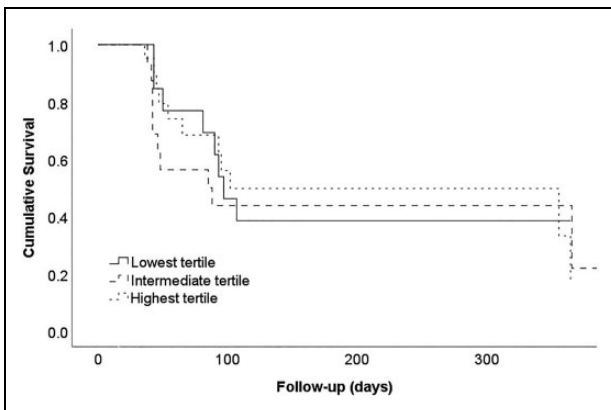 1.0
0.8
0.6
0.4
0.2
0.0
Cumulative Survival
Lowest tertile
Intermediate tertile
Highest tertile
0
100
200
300
Follow-up (days)